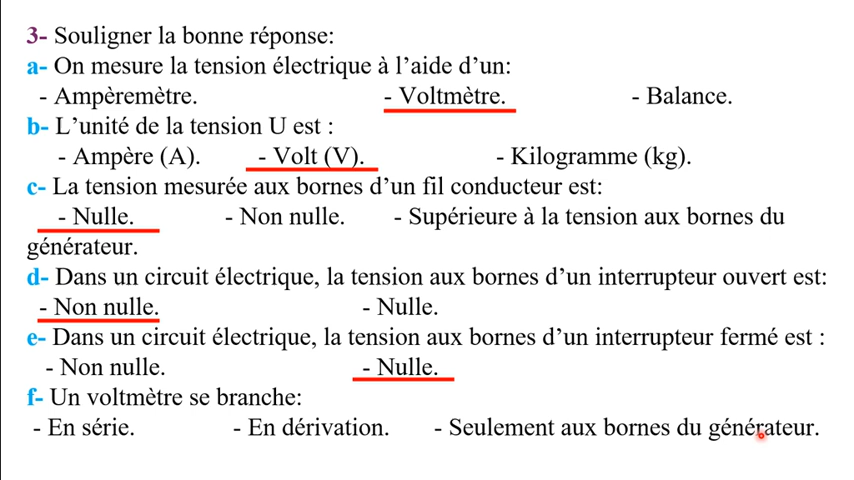 3- Souligner la bonne réponse:
a- On mesure la tension électrique à l’aide d’un:
- Ampèremètre. - Voltmètre. - Balance.
b- L’unité de la tension U est :
- Ampère (A). - Volt (V). - Kilogramme (kg).
c- La tension mesurée aux bornes d’un fil conducteur est:
- Nulle. - Non nulle. - Supérieure à la tension aux bornes du
générateur.
d- Dans un circuit électrique, la tension aux bornes d’un interrupteur ouvert est:
- Non nulle. - Nulle.
e- Dans un circuit électrique, la tension aux bornes d’un interrupteur fermé est :
- Non nulle. - Nulle.
f- Un voltmètre se branche:
- En série. - En dérivation. - Seulement aux bornes du générateur.